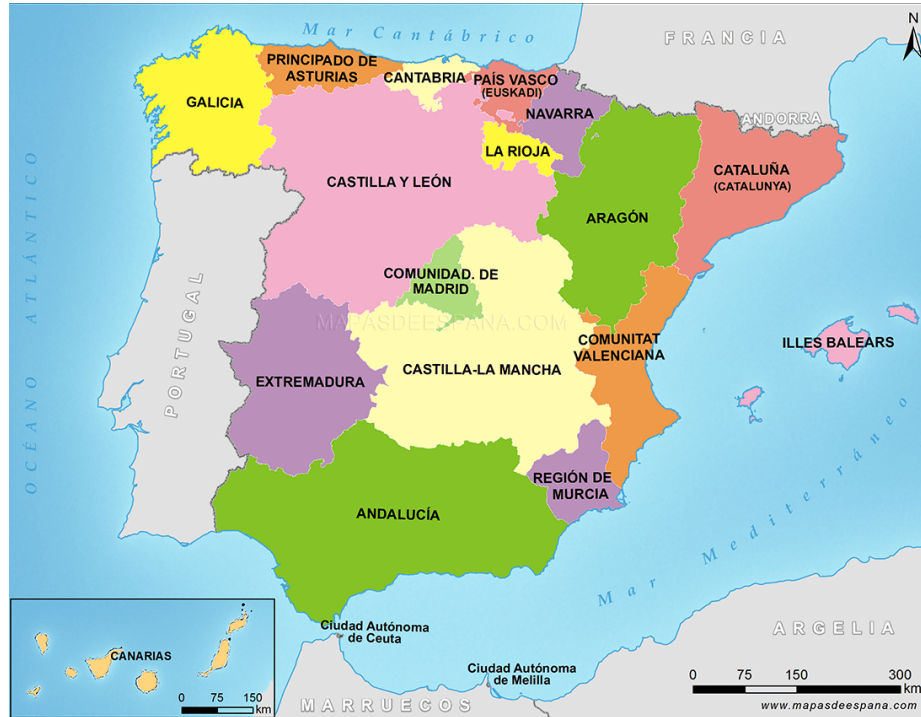 N
Mar Cantábrico
FRANCIA
PRINCIPADO DE
ASTURIAS
CANTABRIA
PAÍS VASCO
(EUSKADI)
GALICIA
NAVARRA
ANDORRA
LA RIOJA
CATALUÑA
(CATALUNYA)
CASTILLA Y LEÓN
ARAGÓN
OCÉANO ATLÁNTICO
COMUNIDAD. DE
MADRID
MAPASDEESPANA.COM
PORTUGAL
COMUNITAT
VALENCIANA
ILLES BALEARS
CASTILLA-LA MANCHA
EXTREMADURA
REGIÓN DE
MURCIA
ANDALUCÍA
Mar Mediterráneo
Ciudad Autónoma
de Ceuta
ARGELIA
CANARIAS
Ciudad Autónoma
de Melilla
0 75 150
km
0 75 150 300
km
MARRUECOS
www.mapasdeespana.com